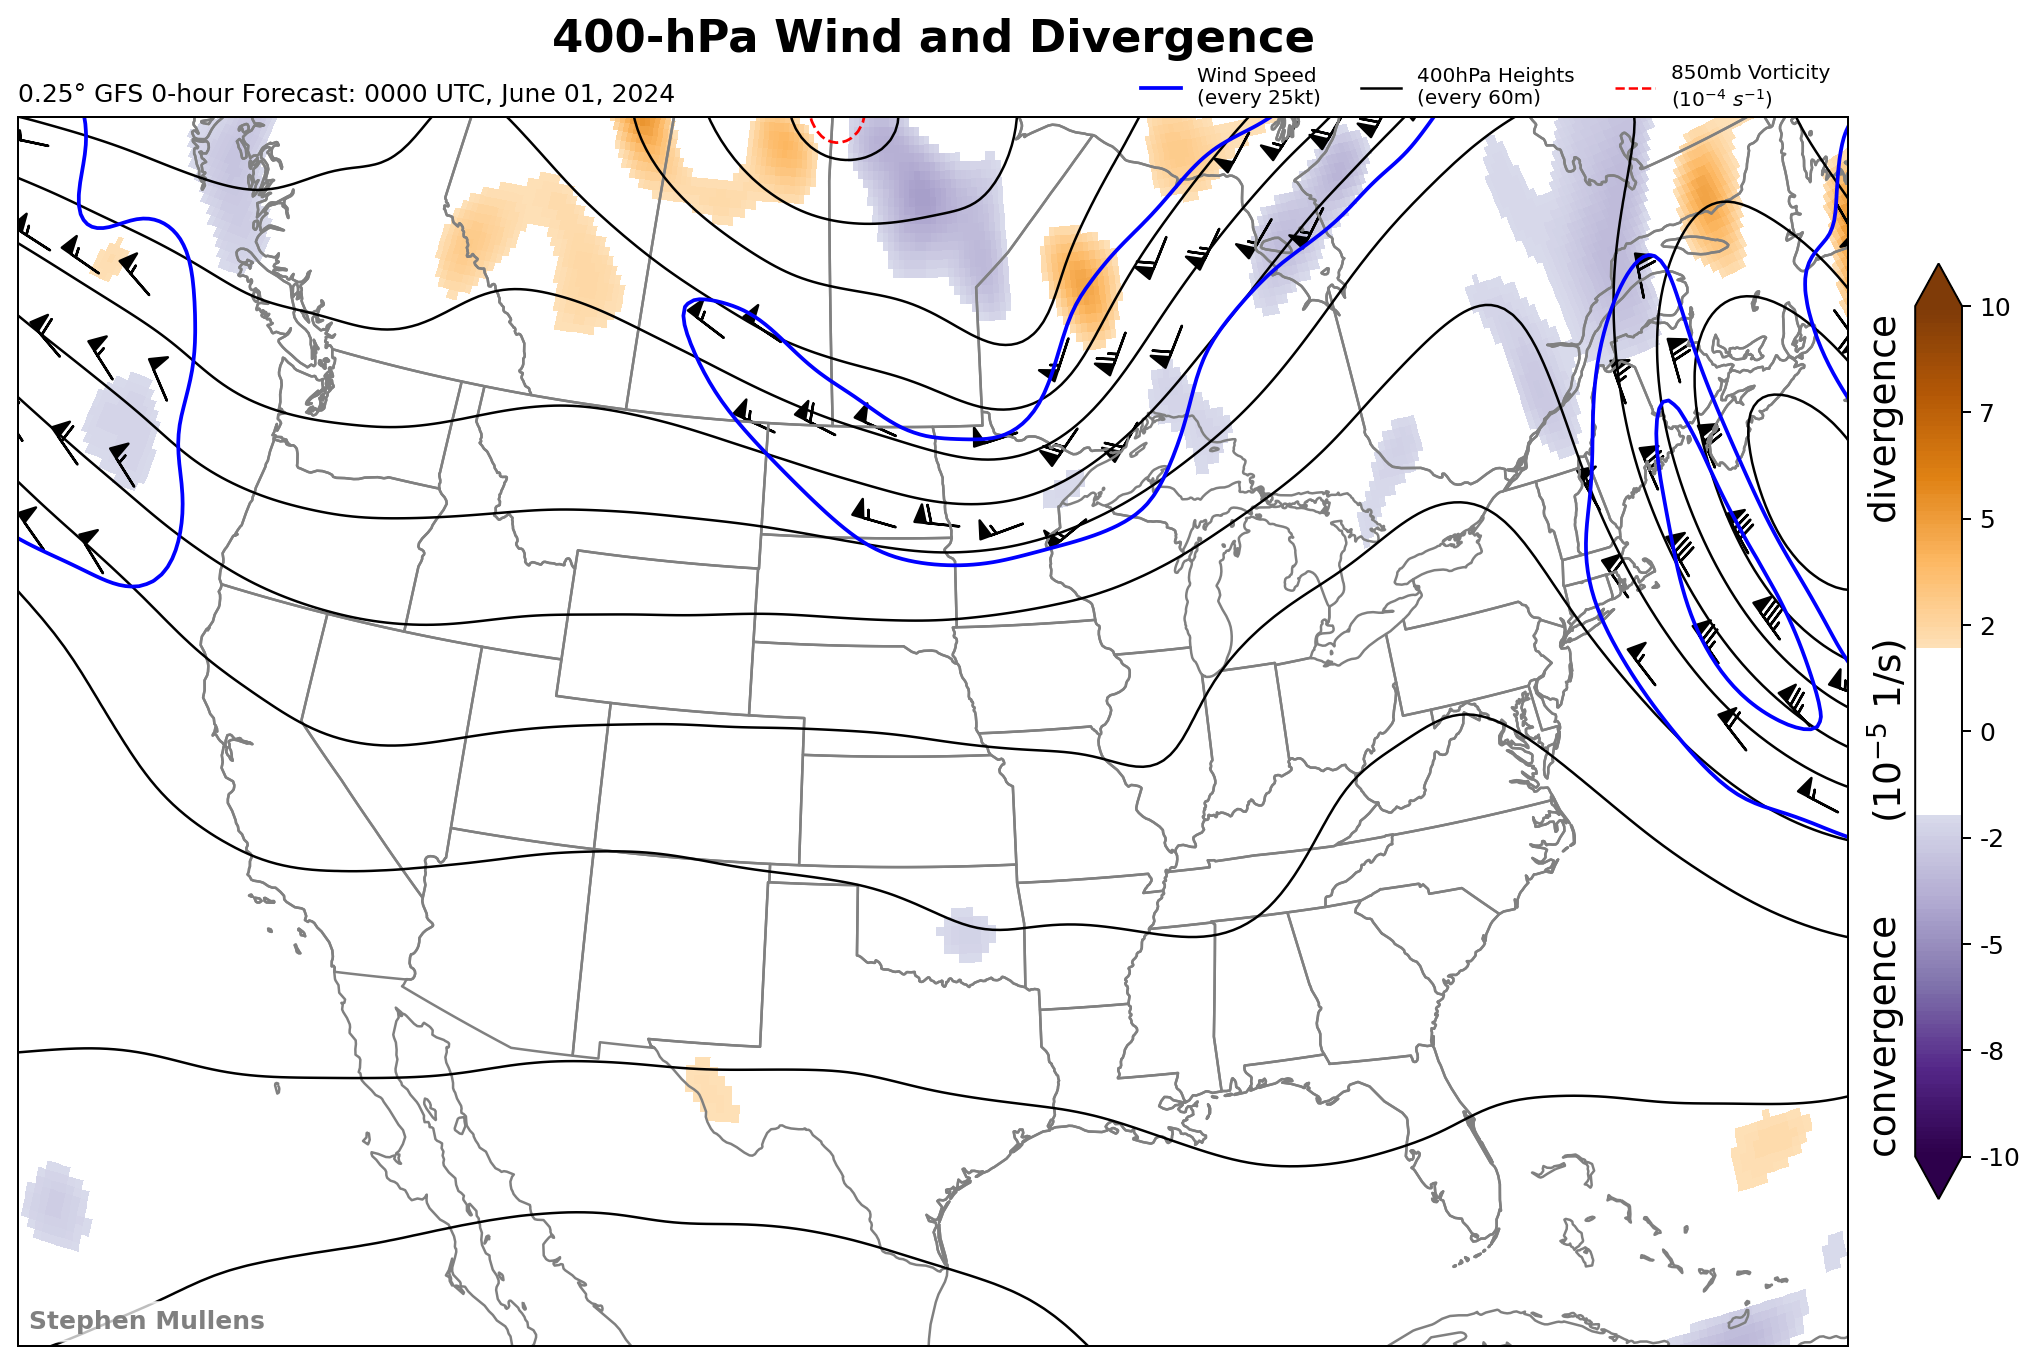 400-hPa Wind and Divergence
0.25° GFS 0-hour Forecast: 0000 UTC, June 01, 2024
Wind Speed
(every 25kt)
400hPa Heights
(every 60m)
850mb Vorticity
(10⁻⁴ s⁻¹)
10
7
5
2
0
-2
-5
-8
-10
convergence (10⁻⁵ 1/s) divergence
Stephen Mullens